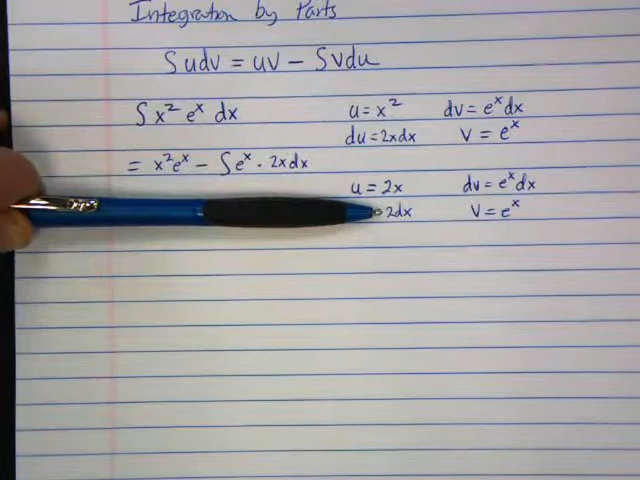 Integration by Parts
∫udv = uv − ∫vdu
∫x² eˣ dx u = x² dv = eˣdx
du = 2xdx v = eˣ
= x²eˣ − ∫eˣ · 2xdx
u = 2x dv = eˣdx
2dx v = eˣ